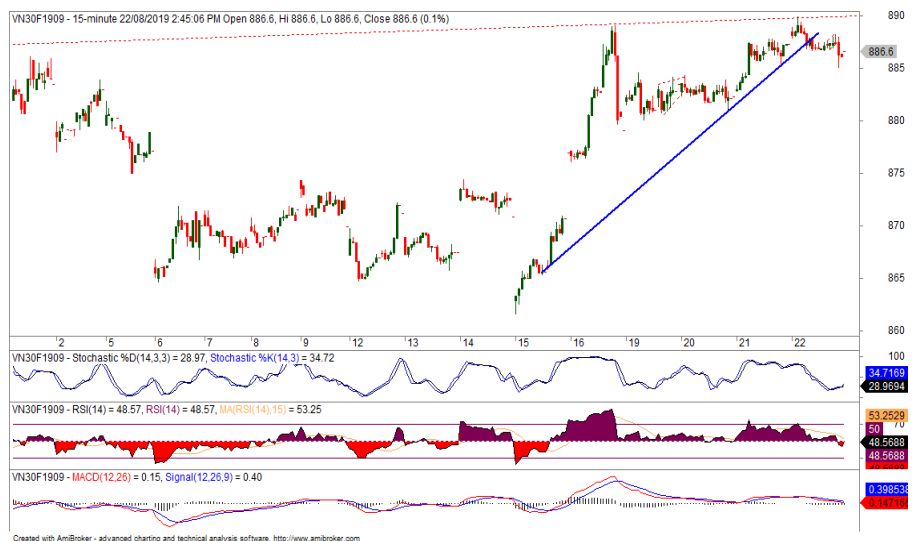 VN30F1909 - 15-minute 22/08/2019 2:45:06 PM Open 886.6, Hi 886.6, Lo 886.6, Close 886.6 (0.1%)
890
886.6
885
880
875
870
865
860
2 5 6 7 8 9 12 13 14 15 16 19 20 21 22
VN30F1909 - Stochastic %D(14,3,3) = 28.97, Stochastic %K(14,3) = 34.72
100
34.7169
28.9694
VN30F1909 - RSI(14) = 48.57, RSI(14) = 48.57, MA(RSI(14),15) = 53.25
53.2529
70
50
48.5688
48.5688
VN30F1909 - MACD(12,26) = 0.15, Signal(12,26,9) = 0.40
0.398538
Created with AmiBroker - advanced charting and technical analysis software. http://www.amibroker.com